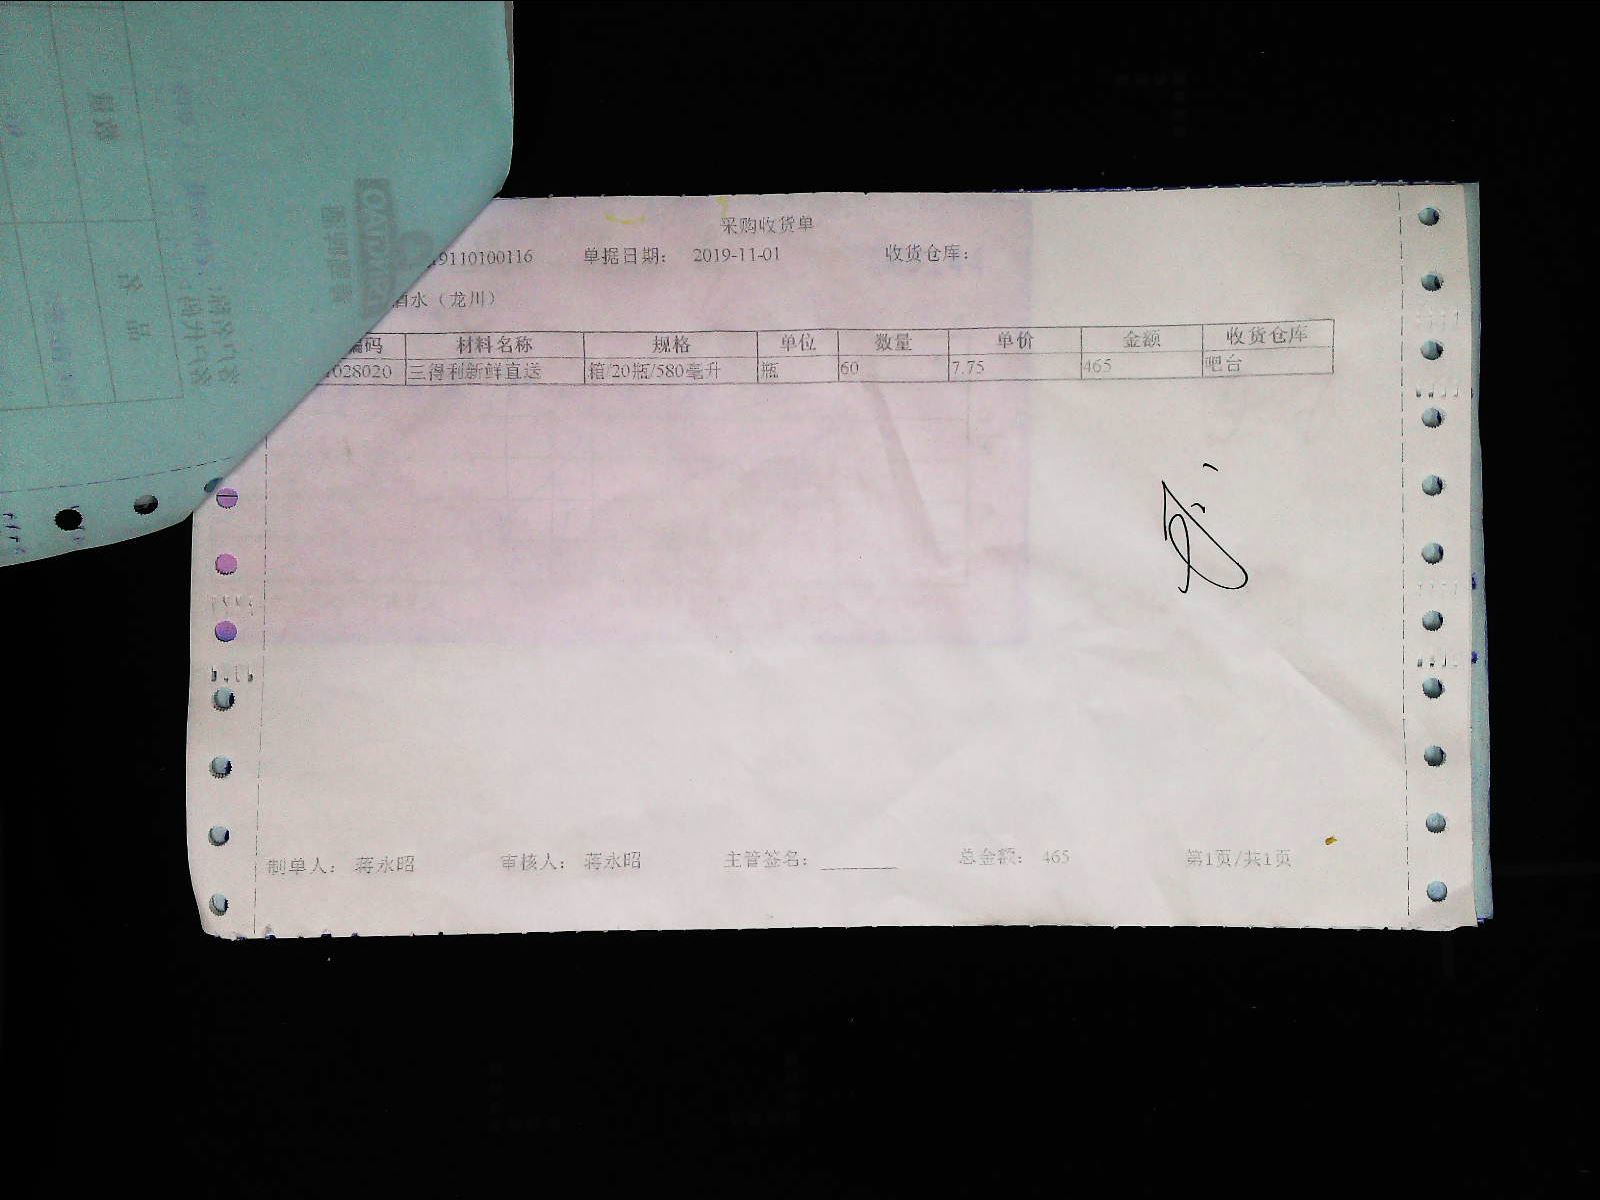 采购收货单
9110100116 单据日期： 2019-11-01 收货仓库：
酒水（龙川）
编码 材料名称 规格 单位 数量 单价 金额 收货仓库
028020 三得利新鲜直送 箱/20瓶/580毫升 瓶 60 7.75 465 吧台
制单人： 蒋永昭 审核人： 蒋永昭 主管签名： 总金额： 465 第1页/共1页